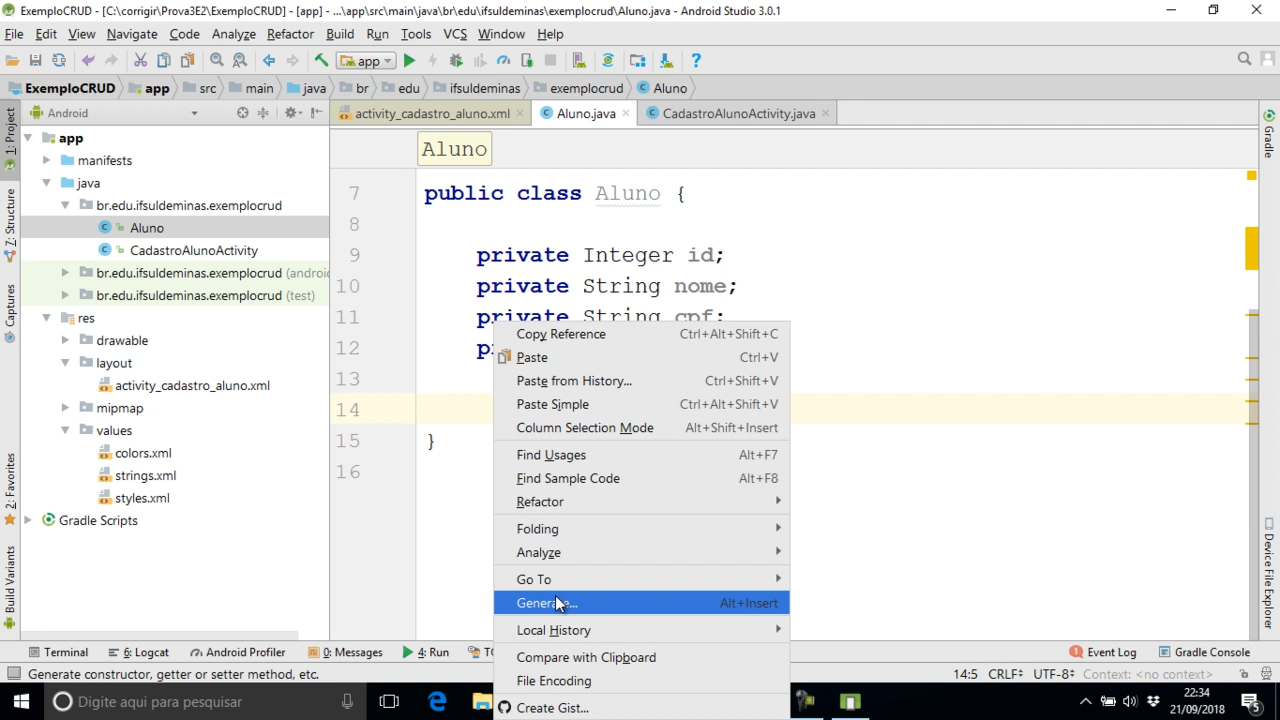 ExemploCRUD - [C:\corrigir\Prova3E2\ExemploCRUD] - [app] - ...\app\src\main\java\br\edu\ifsuldeminas\exemplocrud\Aluno.java - Android Studio 3.0.1
File Edit View Navigate Code Analyze Refactor Build Run Tools VCS Window Help
app
ExemploCRUD app src main java br edu ifsuldeminas exemplocrud Aluno
1: Project
Z: Structure
Captures
2: Favorites
Build Variants
Android
app
manifests
java
br.edu.ifsuldeminas.exemplocrud
Aluno
CadastroAlunoActivity
br.edu.ifsuldeminas.exemplocrud (androi
br.edu.ifsuldeminas.exemplocrud (test)
res
drawable
layout
activity_cadastro_aluno.xml
mipmap
values
colors.xml
strings.xml
styles.xml
Gradle Scripts
activity_cadastro_aluno.xml Aluno.java CadastroAlunoActivity.java
Aluno
7 public class Aluno {
8
9 private Integer id;
10 private String nome;
11 private String cpf;
12 p
13
14
15 }
16
Copy Reference Ctrl+Alt+Shift+C
Paste Ctrl+V
Paste from History... Ctrl+Shift+V
Paste Simple Ctrl+Alt+Shift+V
Column Selection Mode Alt+Shift+Insert
Find Usages Alt+F7
Find Sample Code Alt+F8
Refactor
Folding
Analyze
Go To
Generate... Alt+Insert
Local History
Compare with Clipboard
File Encoding
Create Gist...
Gradle
Device File Explorer
Terminal 6: Logcat Android Profiler 0: Messages 4: Run TO
1 Event Log Gradle Console
Generate constructor, getter or setter method, etc.
14:5 CRLF UTF-8 Context: <no context>
Digite aqui para pesquisar
22:34
21/09/2018
5